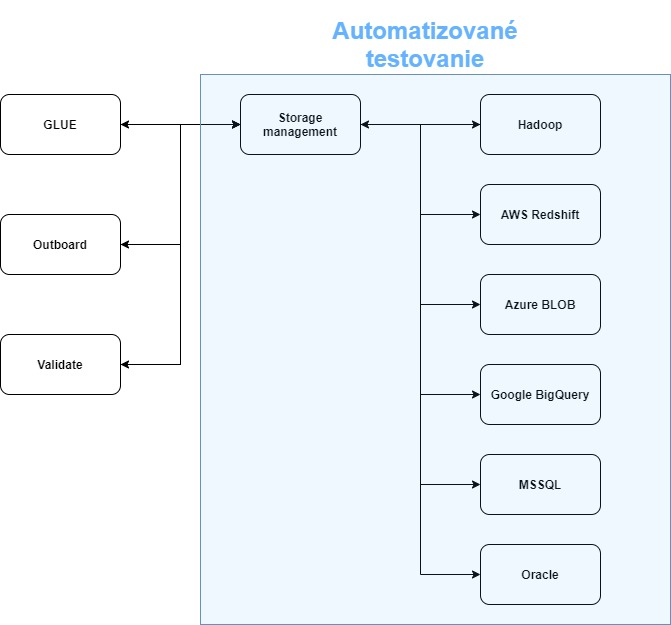 Automatizované
testovanie
GLUE
Storage
management
Hadoop
Outboard
AWS Redshift
Azure BLOB
Validate
Google BigQuery
MSSQL
Oracle